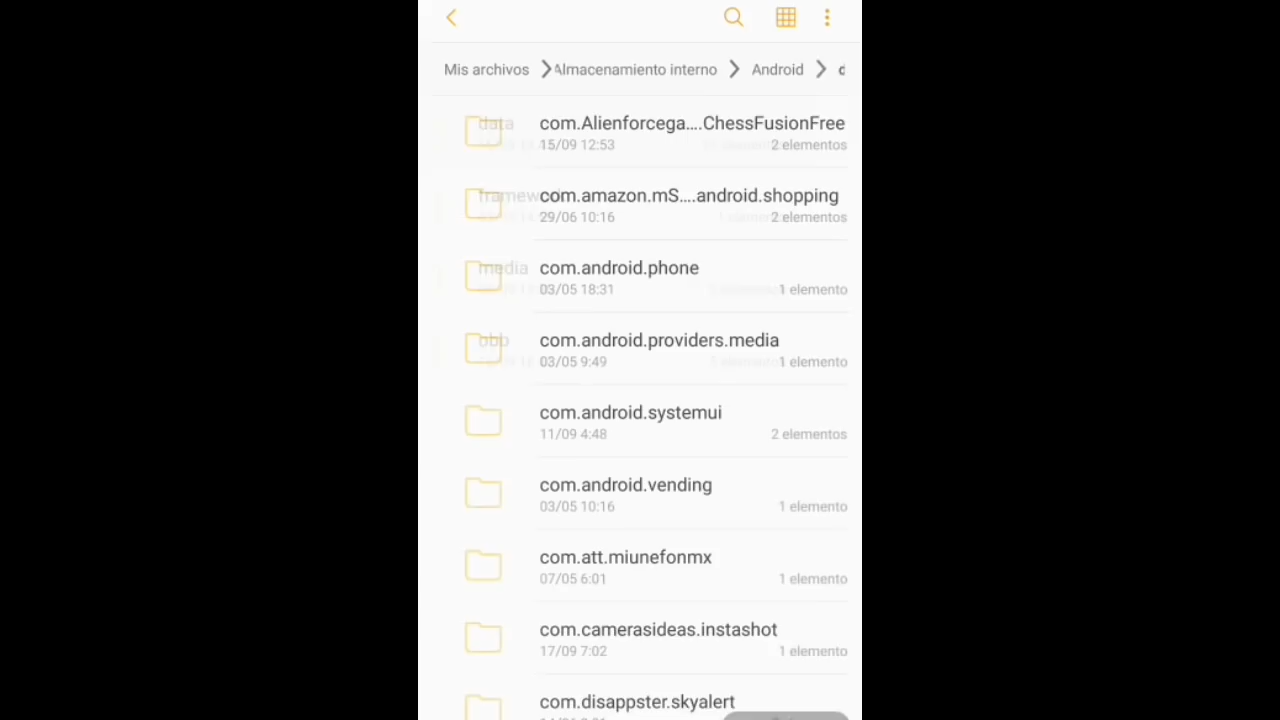 Mis archivos > Almacenamiento interno > Android > d
data
com.Alienforcega....ChessFusionFree
15/09 12:53
2 elementos
framew
com.amazon.mS....android.shopping
29/06 10:16
2 elementos
media
com.android.phone
03/05 18:31
1 elemento
obb
com.android.providers.media
03/05 9:49
1 elemento
com.android.systemui
11/09 4:48
2 elementos
com.android.vending
03/05 10:16
1 elemento
com.att.miunefonmx
07/05 6:01
1 elemento
com.camerasideas.instashot
17/09 7:02
1 elemento
com.disappster.skyalert